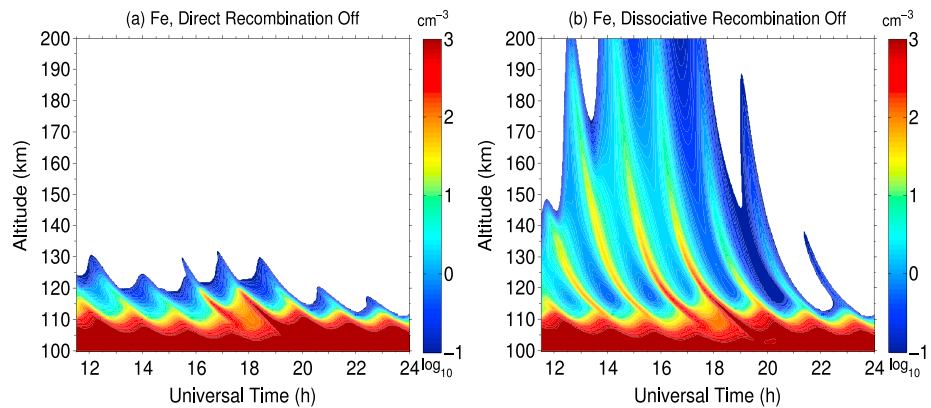 (a) Fe, Direct Recombination Off
cm⁻³
200
190
180
170
160
150
140
130
120
110
100
Altitude (km)
12 14 16 18 20 22 24
Universal Time (h)
3
2
1
0
−1
log₁₀
(b) Fe, Dissociative Recombination Off
cm⁻³
200
190
180
170
160
150
140
130
120
110
100
Altitude (km)
12 14 16 18 20 22 24
Universal Time (h)
3
2
1
0
−1
log₁₀